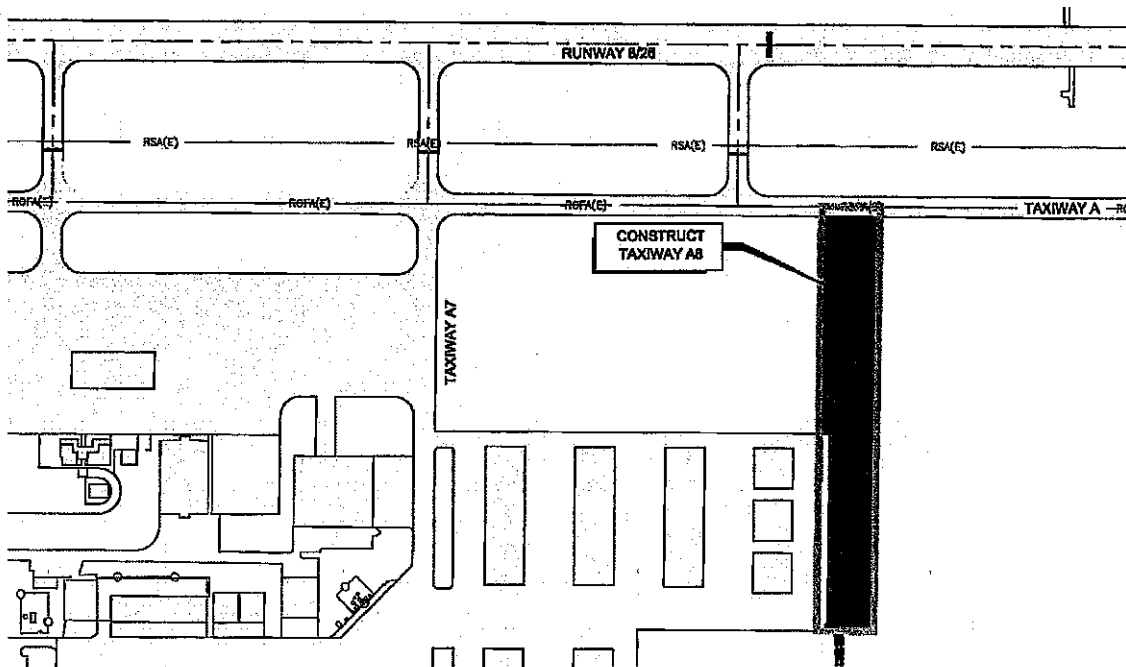 RUNWAY 8/26
RSA(E)
RSA(E)
RSA(E)
RSA(E)
ROFA(E)
ROFA(E)
ROFA(E)
TAXIWAY A
CONSTRUCT
TAXIWAY A8
TAXIWAY A7